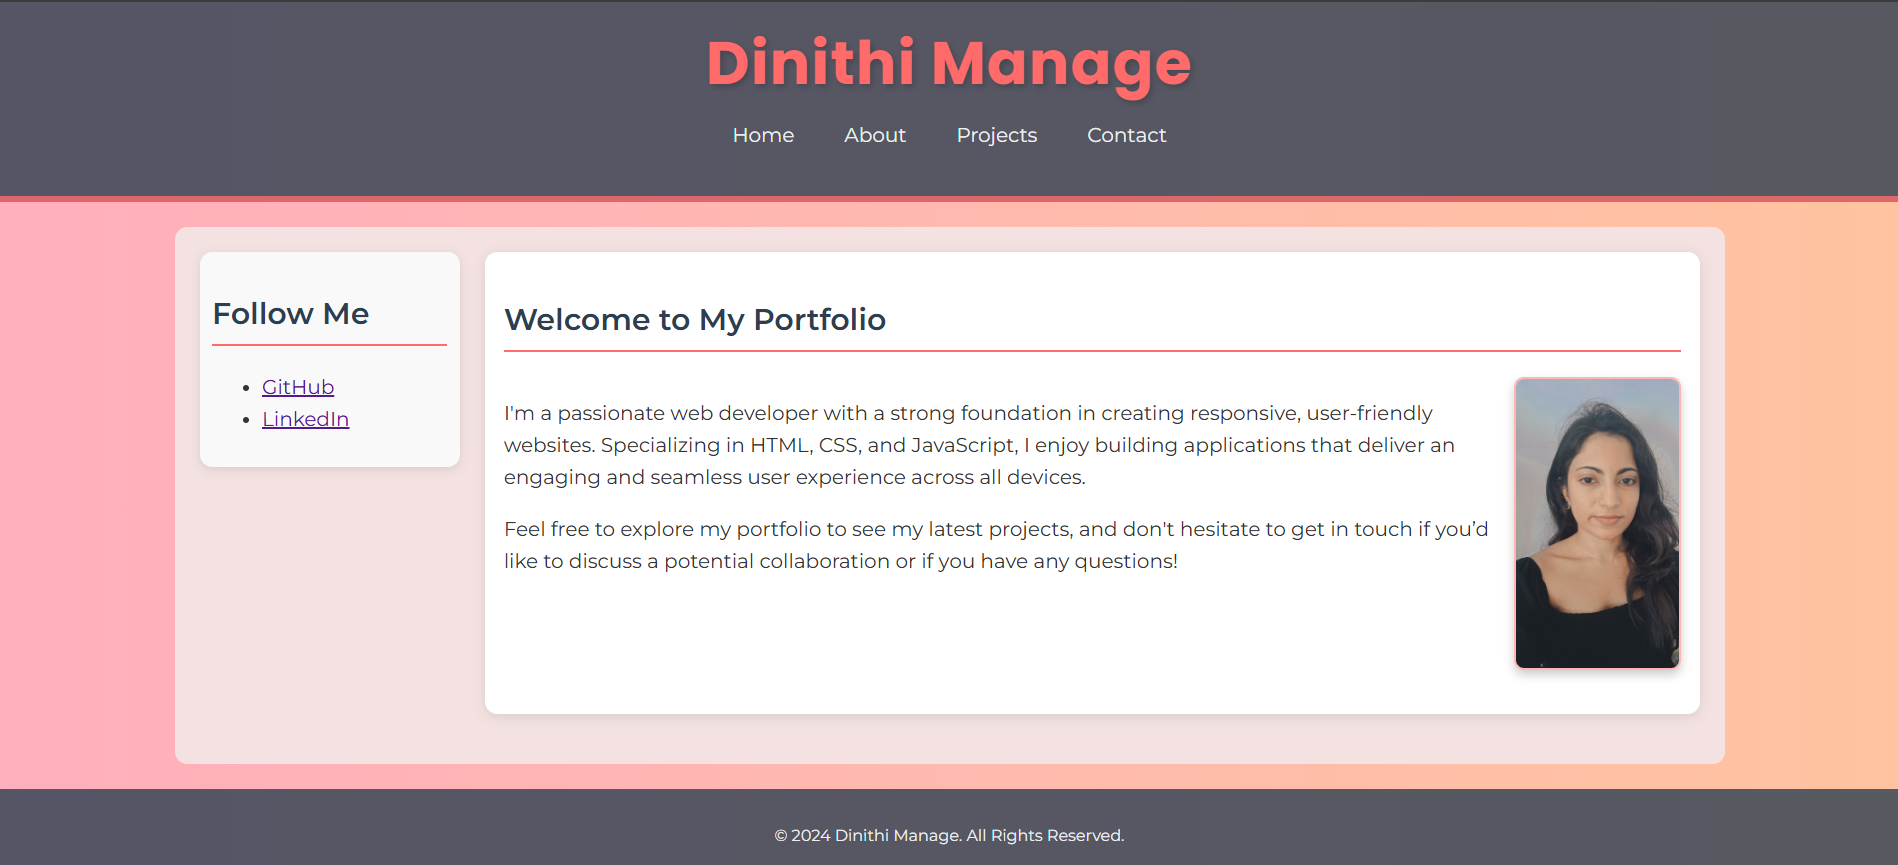 Dinithi Manage
Home About Projects Contact
Follow Me
GitHub
LinkedIn
Welcome to My Portfolio
I'm a passionate web developer with a strong foundation in creating responsive, user-friendly
websites. Specializing in HTML, CSS, and JavaScript, I enjoy building applications that deliver an
engaging and seamless user experience across all devices.
Feel free to explore my portfolio to see my latest projects, and don't hesitate to get in touch if you’d
like to discuss a potential collaboration or if you have any questions!
© 2024 Dinithi Manage. All Rights Reserved.